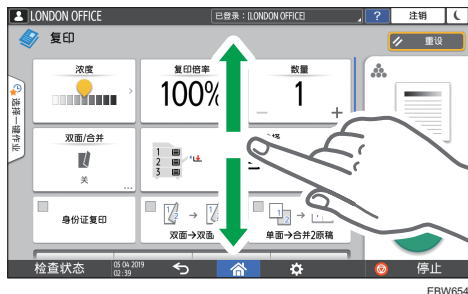 LONDON OFFICE
已登录：[LONDON OFFICE]
?
注销
复印
重设
选择一键作业
浓度
复印倍率
数量
100%
1
双面/合并
关
1
2
3
身份证复印
双面→双面
单面→合并2原稿
检查状态
05 04 2019
02:39
停止
EBW654